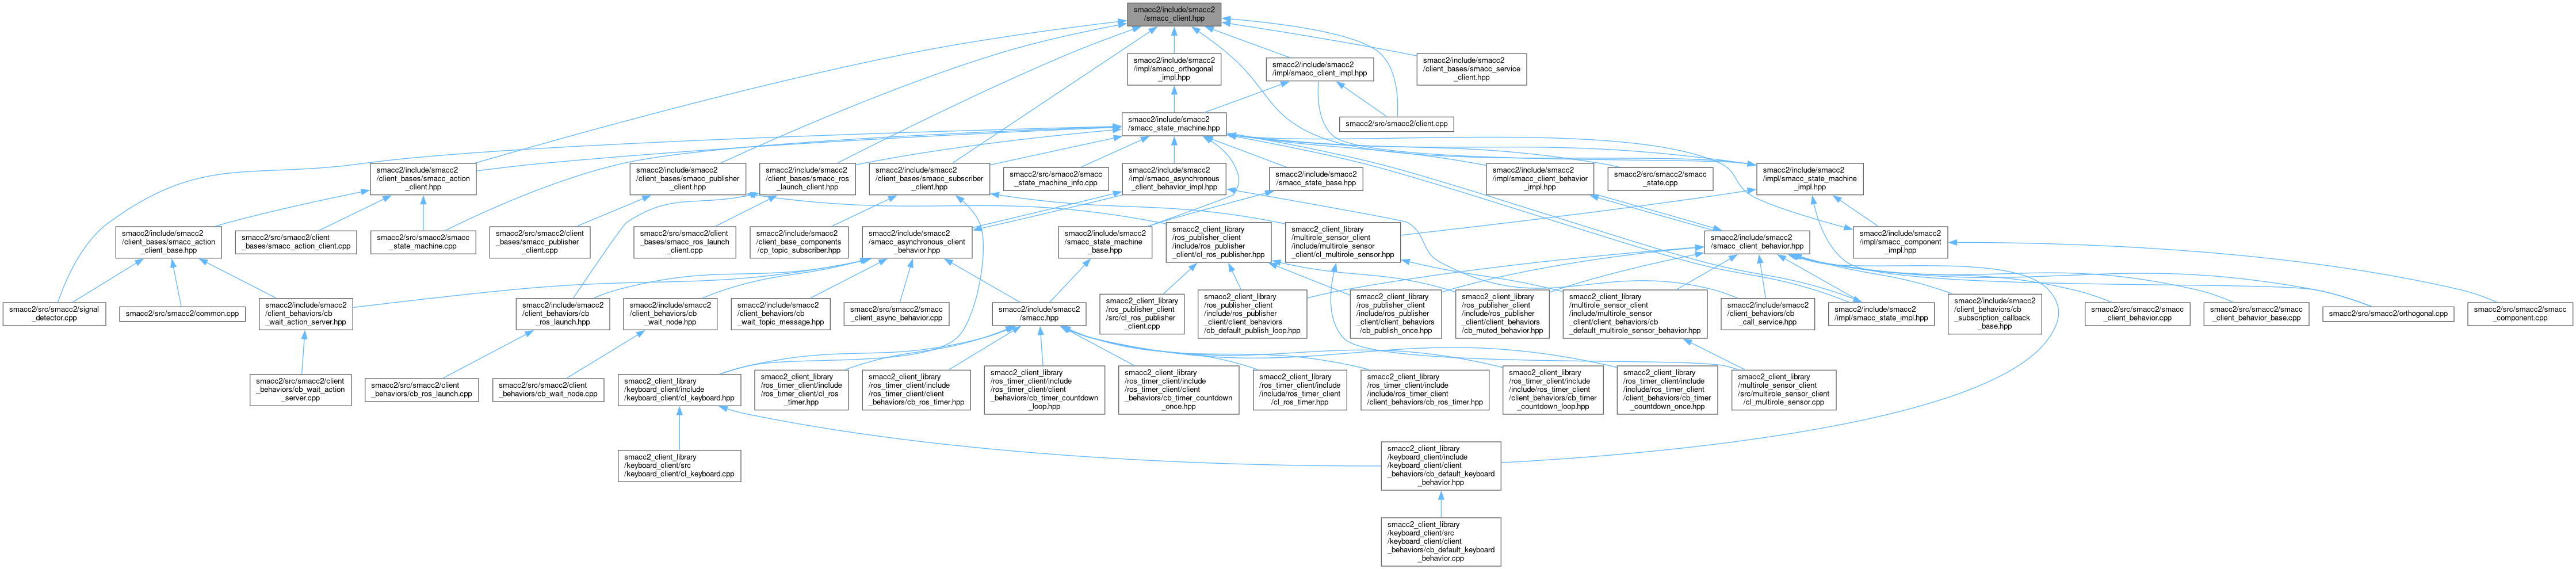 smacc2/include/smacc2
/smacc_client.hpp
smacc2/include/smacc2
/impl/smacc_orthogonal
_impl.hpp
smacc2/include/smacc2
/impl/smacc_client_impl.hpp
smacc2/include/smacc2
/client_bases/smacc_service
_client.hpp
smacc2/include/smacc2
/smacc_state_machine.hpp
smacc2/src/smacc2/client.cpp
smacc2/include/smacc2
/client_bases/smacc_action
_client.hpp
smacc2/include/smacc2
/client_bases/smacc_publisher
_client.hpp
smacc2/include/smacc2
/client_bases/smacc_ros
_launch_client.hpp
smacc2/include/smacc2
/client_bases/smacc_subscriber
_client.hpp
smacc2/src/smacc2/smacc
_state_machine_info.cpp
smacc2/include/smacc2
/impl/smacc_asynchronous
_client_behavior_impl.hpp
smacc2/include/smacc2
/smacc_state_base.hpp
smacc2/include/smacc2
/impl/smacc_client_behavior
_impl.hpp
smacc2/src/smacc2/smacc
_state.cpp
smacc2/include/smacc2
/impl/smacc_state_machine
_impl.hpp
smacc2/include/smacc2
/client_bases/smacc_action
_client_base.hpp
smacc2/src/smacc2/client
_bases/smacc_action_client.cpp
smacc2/src/smacc2/smacc
_state_machine.cpp
smacc2/src/smacc2/client
_bases/smacc_publisher
_client.cpp
smacc2/src/smacc2/client
_bases/smacc_ros_launch
_client.cpp
smacc2/include/smacc2
/client_base_components
/cp_topic_subscriber.hpp
smacc2/include/smacc2
/smacc_asynchronous_client
_behavior.hpp
smacc2/include/smacc2
/smacc_state_machine
_base.hpp
smacc2_client_library
/ros_publisher_client
/include/ros_publisher
_client/cl_ros_publisher.hpp
smacc2_client_library
/multirole_sensor_client
/include/multirole_sensor
_client/cl_multirole_sensor.hpp
smacc2/include/smacc2
/smacc_client_behavior.hpp
smacc2/include/smacc2
/impl/smacc_component
_impl.hpp
smacc2/src/smacc2/signal
_detector.cpp
smacc2/src/smacc2/common.cpp
smacc2/include/smacc2
/client_behaviors/cb
_wait_action_server.hpp
smacc2/include/smacc2
/client_behaviors/cb
_ros_launch.hpp
smacc2/include/smacc2
/client_behaviors/cb
_wait_node.hpp
smacc2/include/smacc2
/client_behaviors/cb
_wait_topic_message.hpp
smacc2/src/smacc2/smacc
_client_async_behavior.cpp
smacc2/include/smacc2
/smacc.hpp
smacc2_client_library
/ros_publisher_client
/src/cl_ros_publisher
_client.cpp
smacc2_client_library
/ros_publisher_client
/include/ros_publisher
_client/client_behaviors
/cb_default_publish_loop.hpp
smacc2_client_library
/ros_publisher_client
/include/ros_publisher
_client/client_behaviors
/cb_publish_once.hpp
smacc2_client_library
/ros_publisher_client
/include/ros_publisher
_client/client_behaviors
/cb_muted_behavior.hpp
smacc2_client_library
/multirole_sensor_client
/include/multirole_sensor
_client/client_behaviors/cb
_default_multirole_sensor_behavior.hpp
smacc2/include/smacc2
/client_behaviors/cb
_call_service.hpp
smacc2/include/smacc2
/impl/smacc_state_impl.hpp
smacc2/include/smacc2
/client_behaviors/cb
_subscription_callback
_base.hpp
smacc2/src/smacc2/smacc
_client_behavior.cpp
smacc2/src/smacc2/smacc
_client_behavior_base.cpp
smacc2/src/smacc2/orthogonal.cpp
smacc2/src/smacc2/smacc
_component.cpp
smacc2/src/smacc2/client
_behaviors/cb_wait_action
_server.cpp
smacc2/src/smacc2/client
_behaviors/cb_ros_launch.cpp
smacc2/src/smacc2/client
_behaviors/cb_wait_node.cpp
smacc2_client_library
/keyboard_client/include
/keyboard_client/cl_keyboard.hpp
smacc2_client_library
/ros_timer_client/include
/ros_timer_client/cl_ros
_timer.hpp
smacc2_client_library
/ros_timer_client/include
/ros_timer_client/client
_behaviors/cb_ros_timer.hpp
smacc2_client_library
/ros_timer_client/include
/ros_timer_client/client
_behaviors/cb_timer_countdown
_loop.hpp
smacc2_client_library
/ros_timer_client/include
/ros_timer_client/client
_behaviors/cb_timer_countdown
_once.hpp
smacc2_client_library
/ros_timer_client/include
/include/ros_timer_client
/cl_ros_timer.hpp
smacc2_client_library
/ros_timer_client/include
/include/ros_timer_client
/client_behaviors/cb_ros_timer.hpp
smacc2_client_library
/ros_timer_client/include
/include/ros_timer_client
/client_behaviors/cb_timer
_countdown_loop.hpp
smacc2_client_library
/ros_timer_client/include
/include/ros_timer_client
/client_behaviors/cb_timer
_countdown_once.hpp
smacc2_client_library
/multirole_sensor_client
/src/multirole_sensor_client
/cl_multirole_sensor.cpp
smacc2_client_library
/keyboard_client/src
/keyboard_client/cl_keyboard.cpp
smacc2_client_library
/keyboard_client/include
/keyboard_client/client
_behaviors/cb_default_keyboard
_behavior.hpp
smacc2_client_library
/keyboard_client/src
/keyboard_client/client
_behaviors/cb_default_keyboard
_behavior.cpp